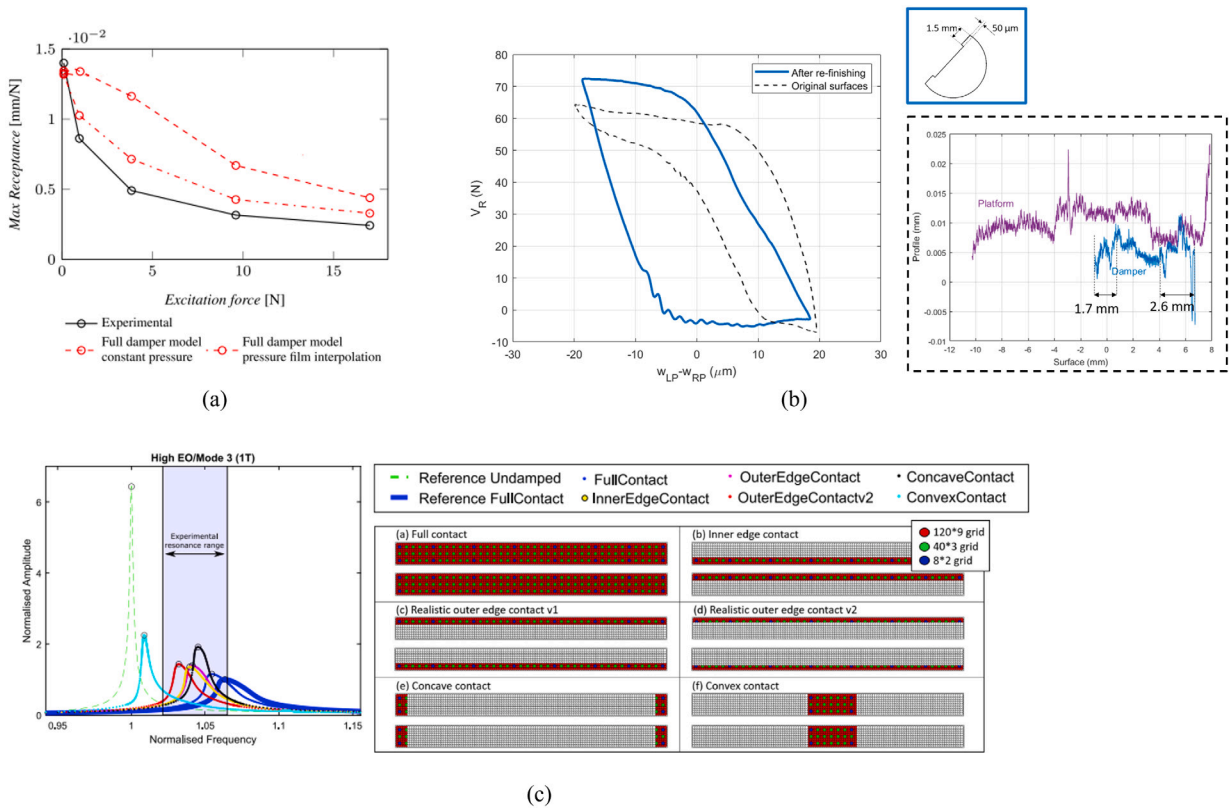 ·10⁻²
1.5
1
0.5
0
0 5 10 15
Max Receptance [mm/N]
Excitation force [N]
Experimental
Full damper model
constant pressure
Full damper model
pressure film interpolation
(a)
80
70
60
50
40
30
20
10
0
-10
-30 -20 -10 0 10 20 30
V_R (N)
w_LP-w_RP (μm)
After re-finishing
Original surfaces
1.5 mm
50 μm
0.025
0.02
0.015
0.01
0.005
0
-0.005
-0.01
-12 -10 -8 -6 -4 -2 0 2 4 6 8
Profile (mm)
Surface (mm)
Platform
Damper
1.7 mm
2.6 mm
(b)
High EO/Mode 3 (1T)
Experimental
resonance range
6
4
2
0
0.95 1 1.05 1.1 1.15
Normalised Amplitude
Normalised Frequency
Reference Undamped
FullContact
OuterEdgeContact
ConcaveContact
Reference FullContact
InnerEdgeContact
OuterEdgeContactv2
ConvexContact
120*9 grid
40*3 grid
8*2 grid
(a) Full contact
(b) Inner edge contact
(c) Realistic outer edge contact v1
(d) Realistic outer edge contact v2
(e) Concave contact
(f) Convex contact
(c)